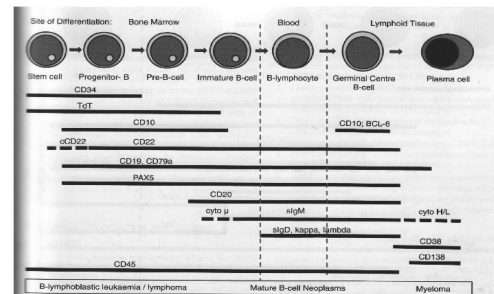 Site of Differentiation: Bone Marrow Blood Lymphoid Tissue
Stem cell Progenitor- B Pre-B-cell Immature B-cell B-lymphocyte Germinal Centre B-cell Plasma cell
CD34
TdT
CD10 CD10; BCL-6
cCD22 CD22
CD19, CD79a
PAX5
CD20
cyto µ sIgM cyto H/L
sIgD, kappa, lambda
CD38
CD138
CD45
B-lymphoblastic leukaemia / lymphoma Mature B-cell Neoplasms Myeloma